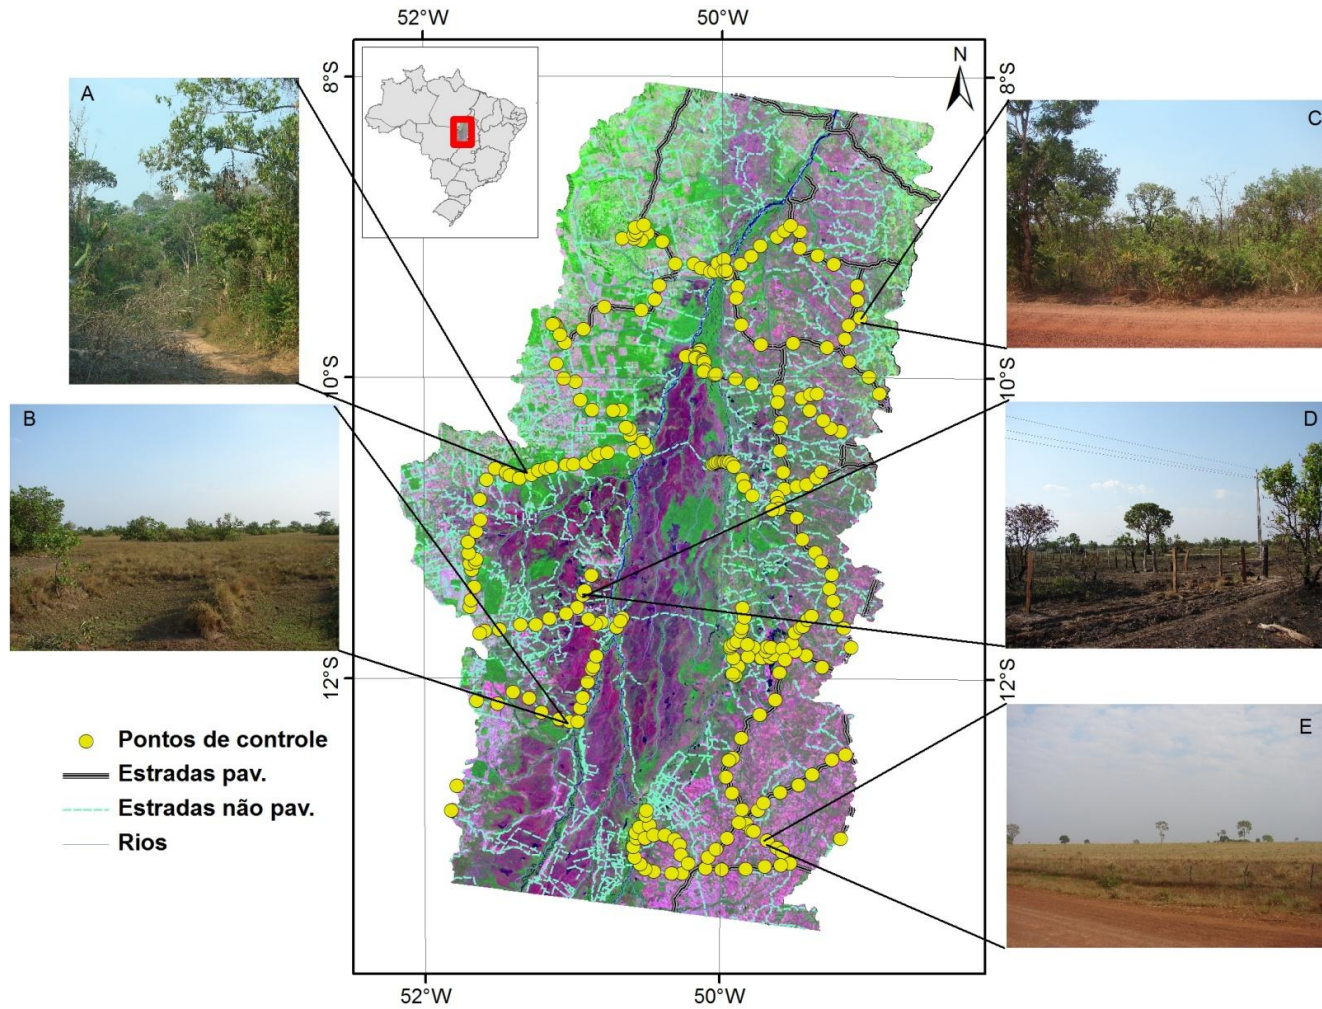 52°W
50°W
N
8°S
8°S
A
C
10°S
10°S
B
D
12°S
12°S
E
Pontos de controle
Estradas pav.
Estradas não pav.
Rios
52°W
50°W